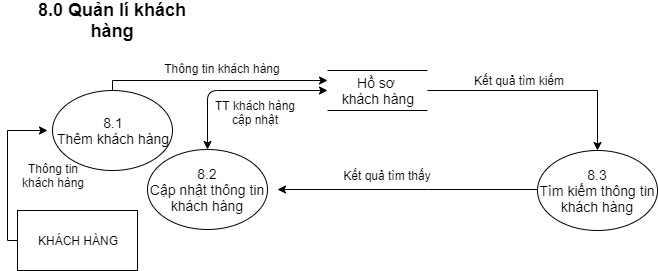 8.0 Quản lí khách
hàng
Thông tin khách hàng
Hồ sơ
khách hàng
Kết quả tìm kiếm
TT khách hàng
cập nhật
8.1
Thêm khách hàng
Thông tin
khách hàng
8.2
Cập nhật thông tin
khách hàng
Kết quả tìm thấy
8.3
Tìm kiếm thông tin
khách hàng
KHÁCH HÀNG